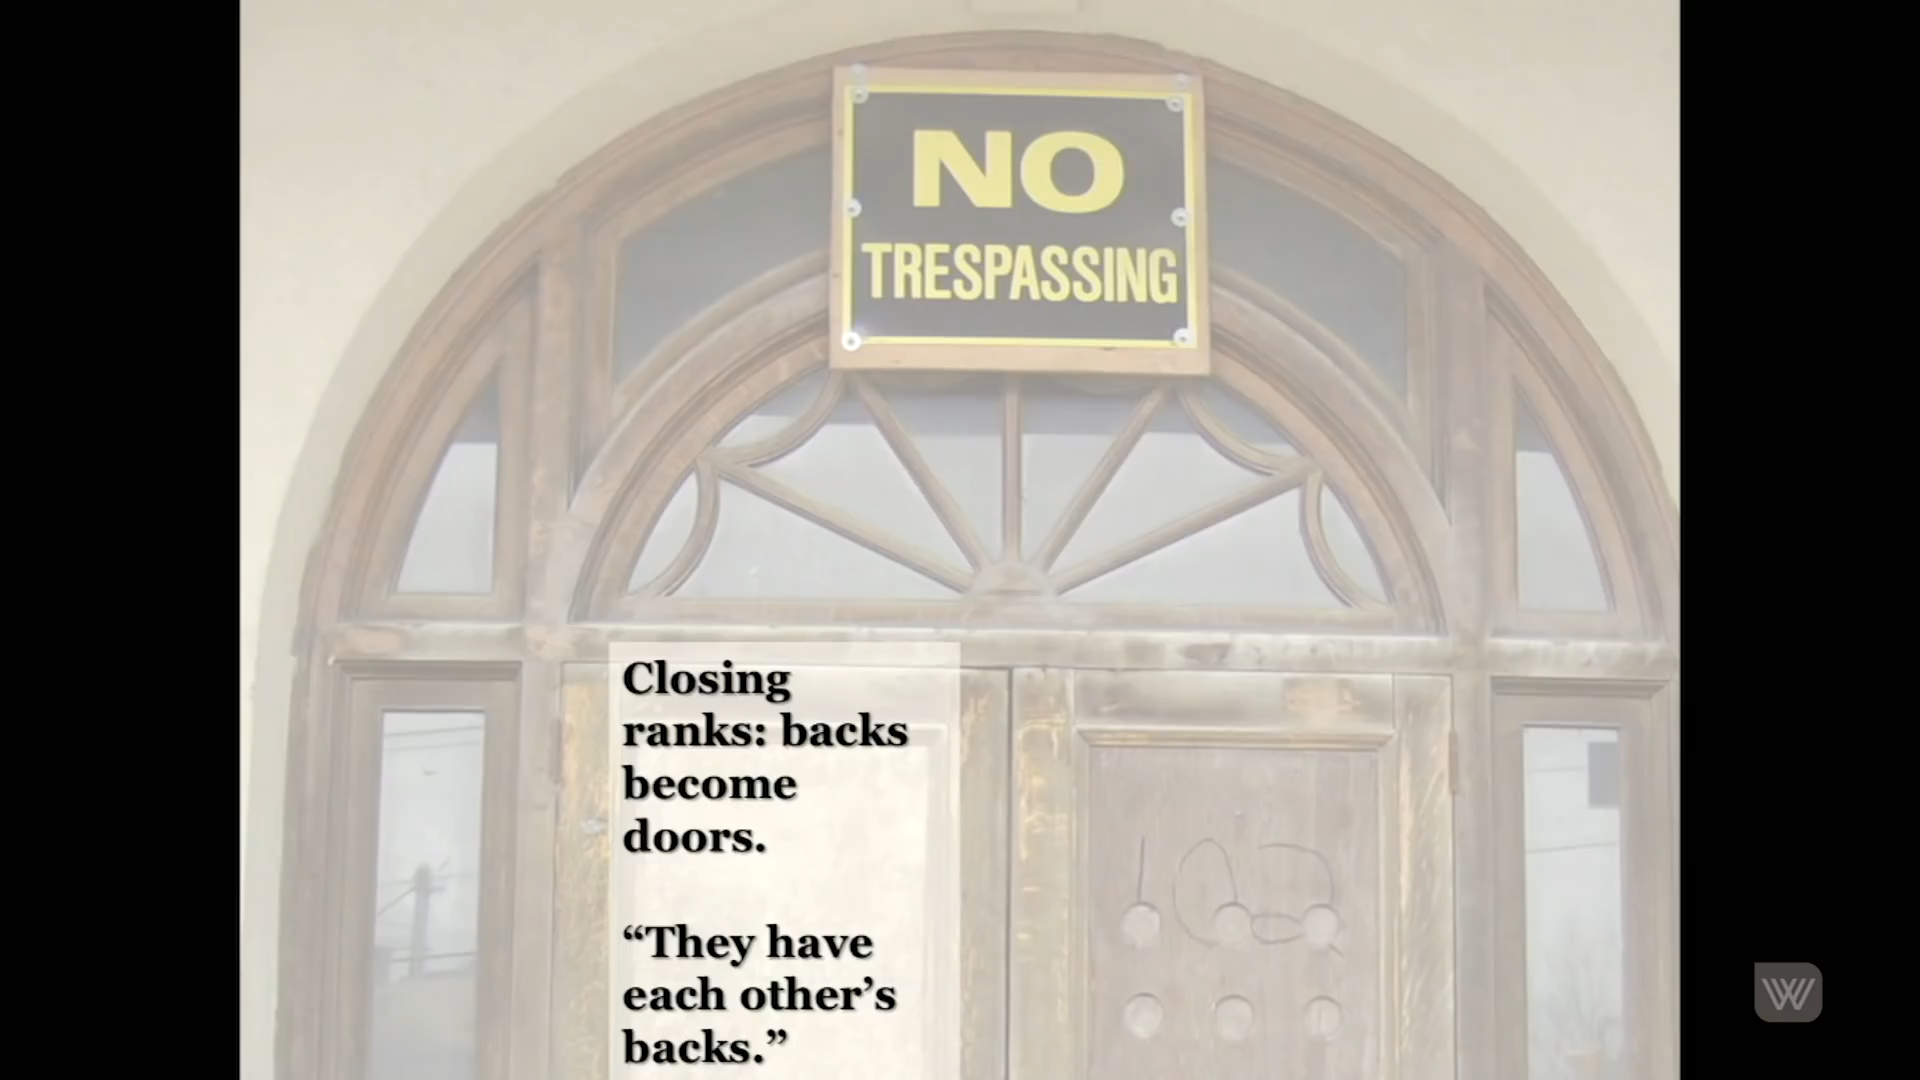 NO
TRESPASSING
Closing
ranks: backs
become
doors.
“They have
each other’s
backs.”
W